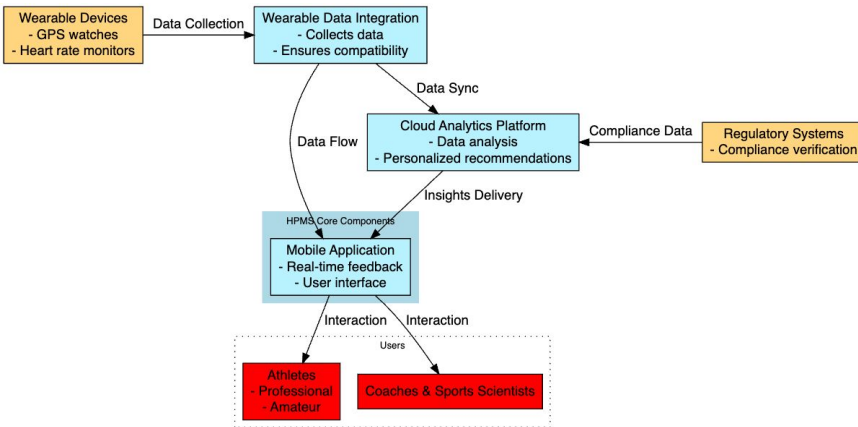 Wearable Devices
- GPS watches
- Heart rate monitors
Data Collection
Wearable Data Integration
- Collects data
- Ensures compatibility
Data Sync
Data Flow
Cloud Analytics Platform
- Data analysis
- Personalized recommendations
Compliance Data
Regulatory Systems
- Compliance verification
Insights Delivery
HPMS Core Components
Mobile Application
- Real-time feedback
- User interface
Interaction
Interaction
Users
Athletes
- Professional
- Amateur
Coaches & Sports Scientists